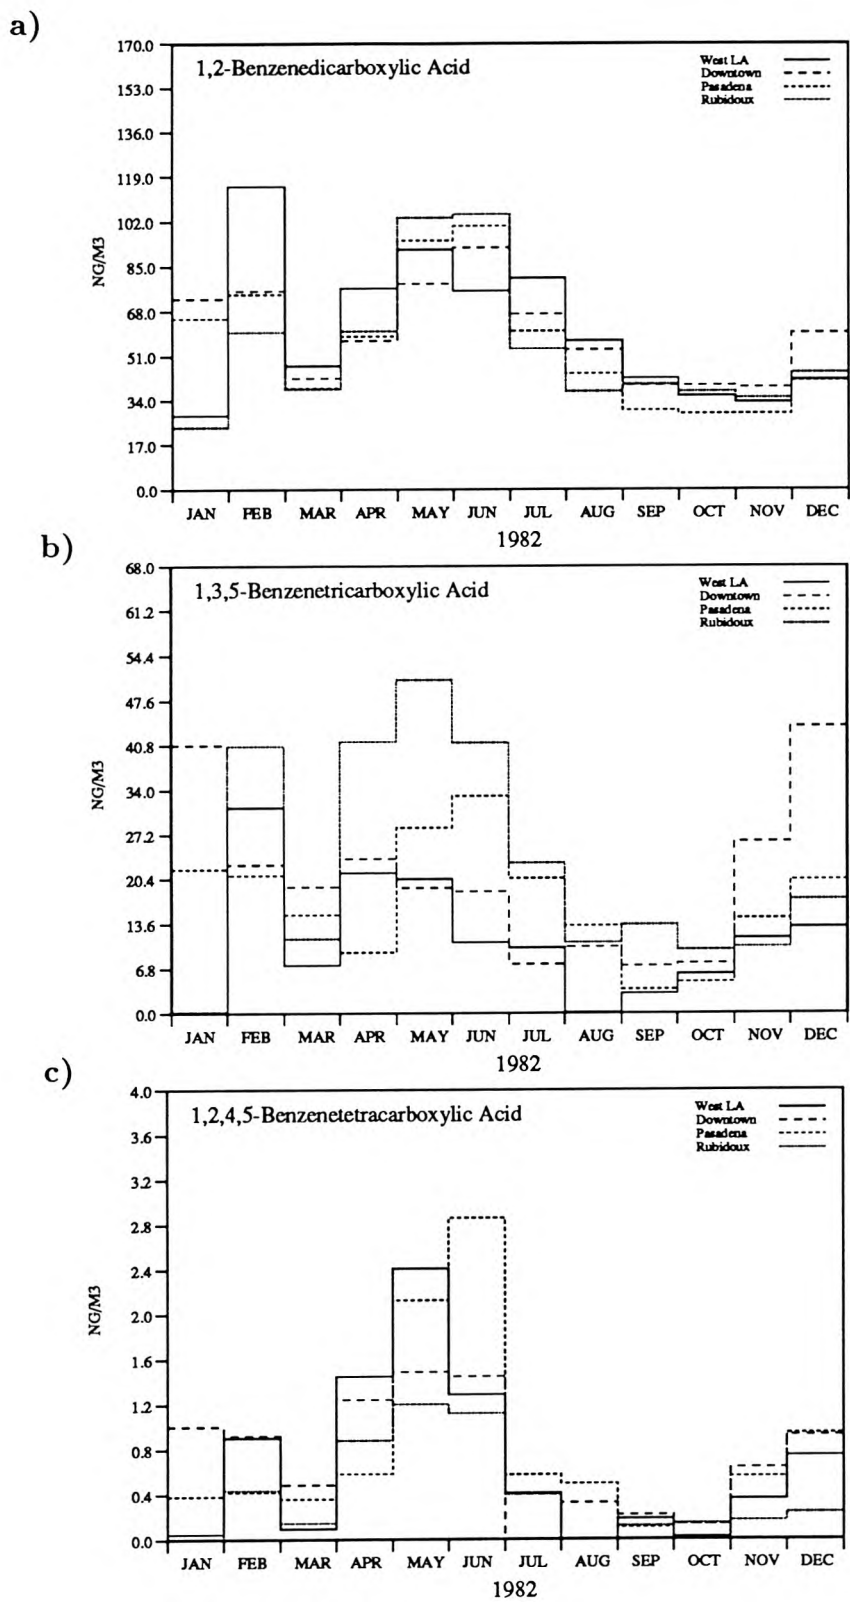 a)
170.0
1,2-Benzenedicarboxylic Acid
West LA
Downtown
Pasadena
Rubidoux
153.0
136.0
119.0
102.0
85.0
68.0
51.0
34.0
17.0
0.0
NG/M3
JAN FEB MAR APR MAY JUN JUL AUG SEP OCT NOV DEC
1982
b)
68.0
1,3,5-Benzenetricarboxylic Acid
West LA
Downtown
Pasadena
Rubidoux
61.2
54.4
47.6
40.8
34.0
27.2
20.4
13.6
6.8
0.0
NG/M3
JAN FEB MAR APR MAY JUN JUL AUG SEP OCT NOV DEC
1982
c)
4.0
1,2,4,5-Benzenetetracarboxylic Acid
West LA
Downtown
Pasadena
Rubidoux
3.6
3.2
2.8
2.4
2.0
1.6
1.2
0.8
0.4
0.0
NG/M3
JAN FEB MAR APR MAY JUN JUL AUG SEP OCT NOV DEC
1982